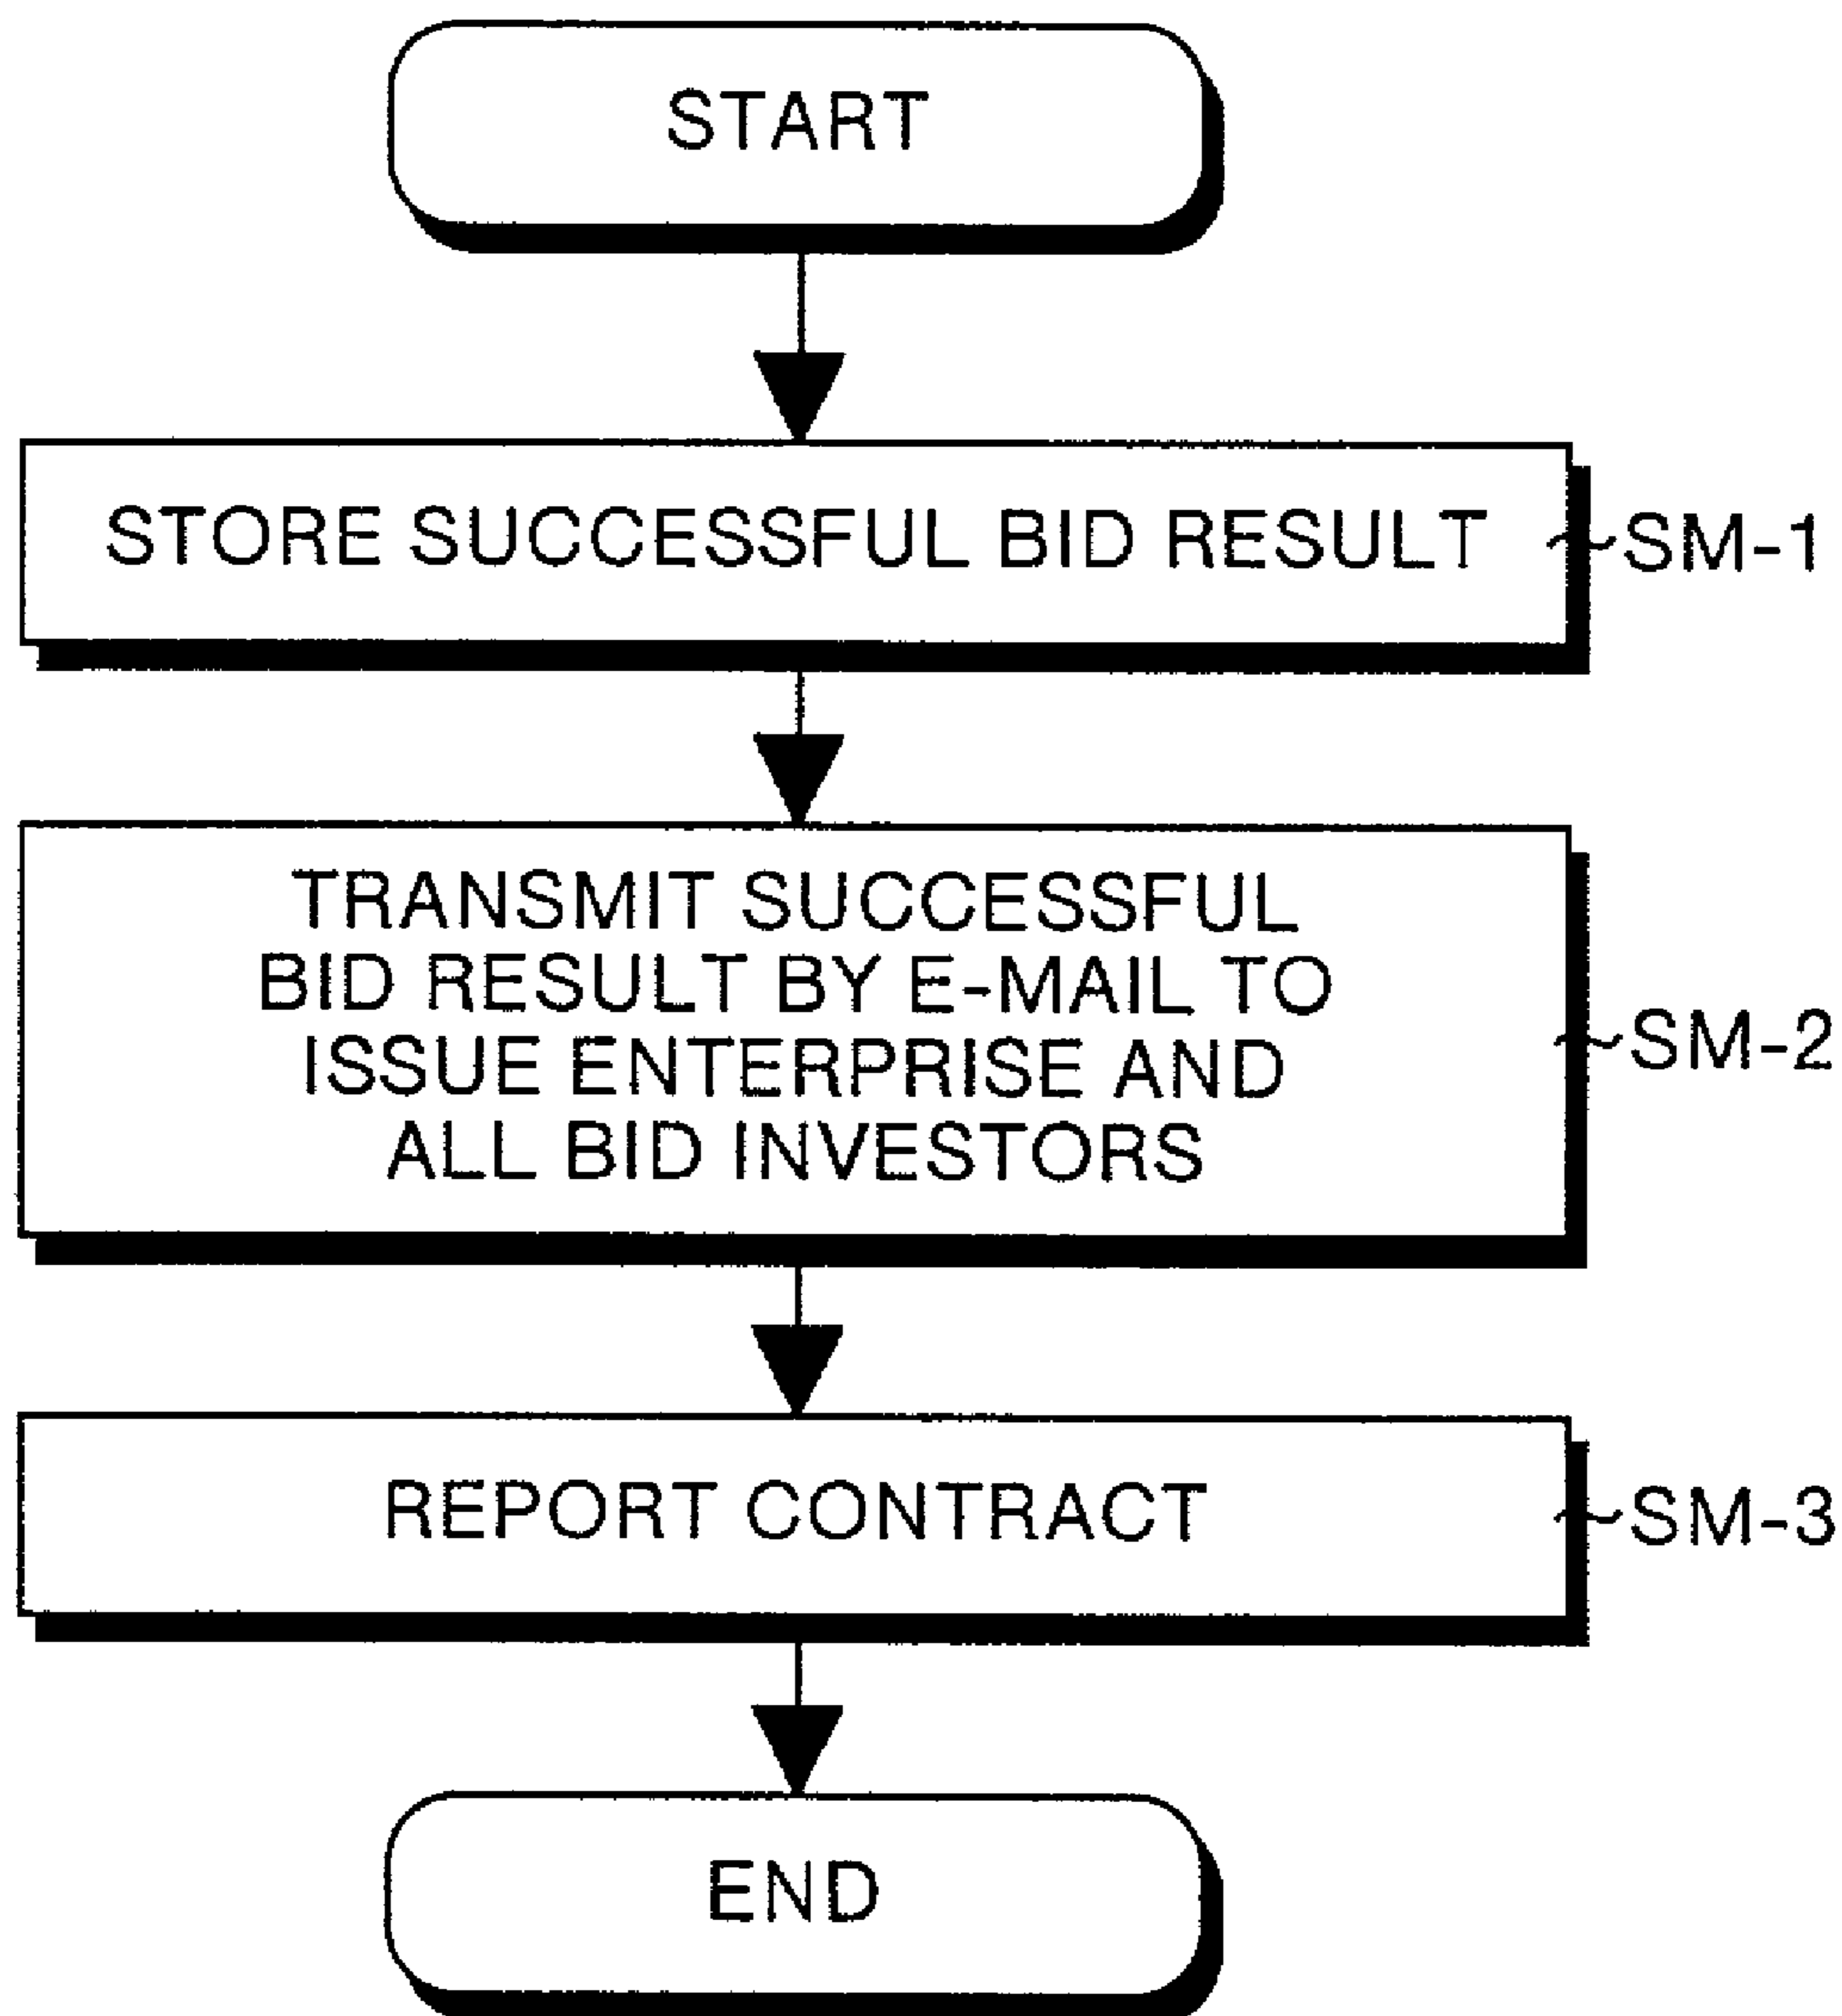 START
STORE SUCCESSFUL BID RESULT
SM-1
TRANSMIT SUCCESSFUL
BID RESULT BY E-MAIL TO
ISSUE ENTERPRISE AND
ALL BID INVESTORS
SM-2
REPORT CONTRACT
SM-3
END